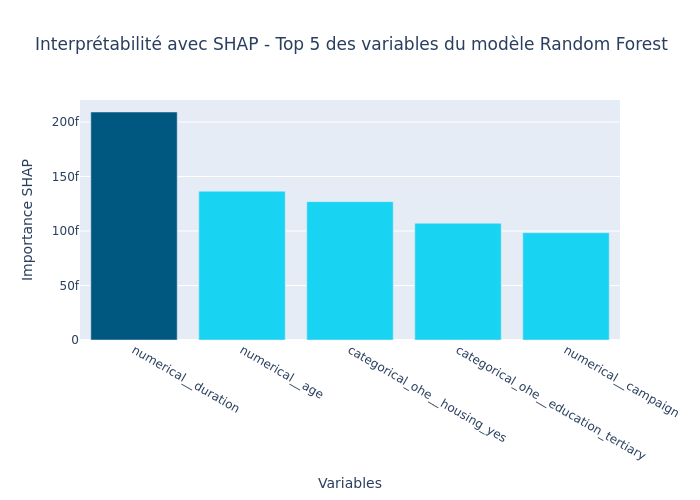 Interprétabilité avec SHAP - Top 5 des variables du modèle Random Forest
Importance SHAP
200f
150f
100f
50f
0
numerical__duration
numerical__age
categorical_ohe__housing_yes
categorical_ohe__education_tertiary
numerical__campaign
Variables